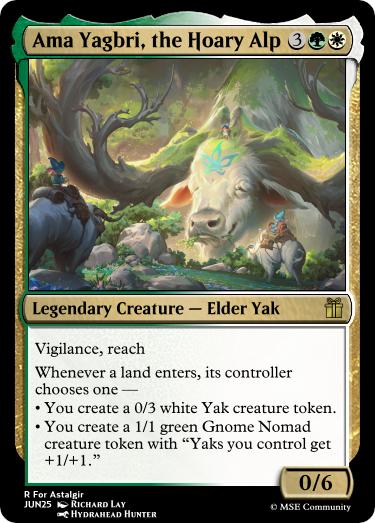 Ama Yagbri, the Hoary Alp 3
Legendary Creature — Elder Yak
Vigilance, reach
Whenever a land enters, its controller
chooses one —
• You create a 0/3 white Yak creature token.
• You create a 1/1 green Gnome Nomad
creature token with “Yaks you control get
+1/+1.”
0/6
R For Astalgir
JUN25 Richard Lay
Hydrahead Hunter
© MSE Community